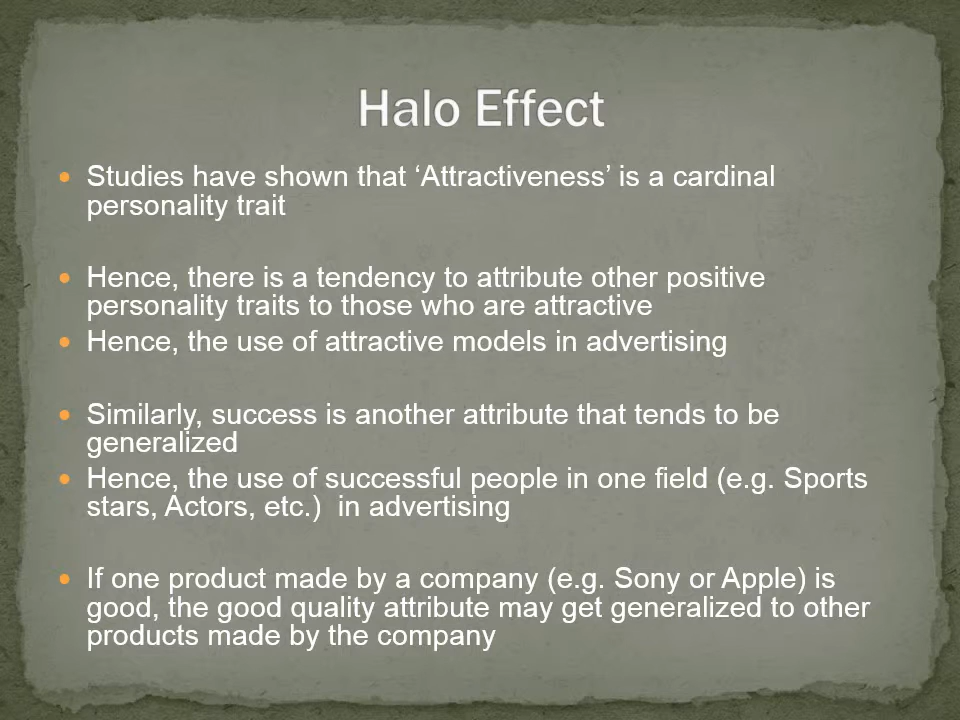 Halo Effect
• Studies have shown that ‘Attractiveness’ is a cardinal
personality trait
• Hence, there is a tendency to attribute other positive
personality traits to those who are attractive
• Hence, the use of attractive models in advertising
• Similarly, success is another attribute that tends to be
generalized
• Hence, the use of successful people in one field (e.g. Sports
stars, Actors, etc.)  in advertising
• If one product made by a company (e.g. Sony or Apple) is
good, the good quality attribute may get generalized to other
products made by the company